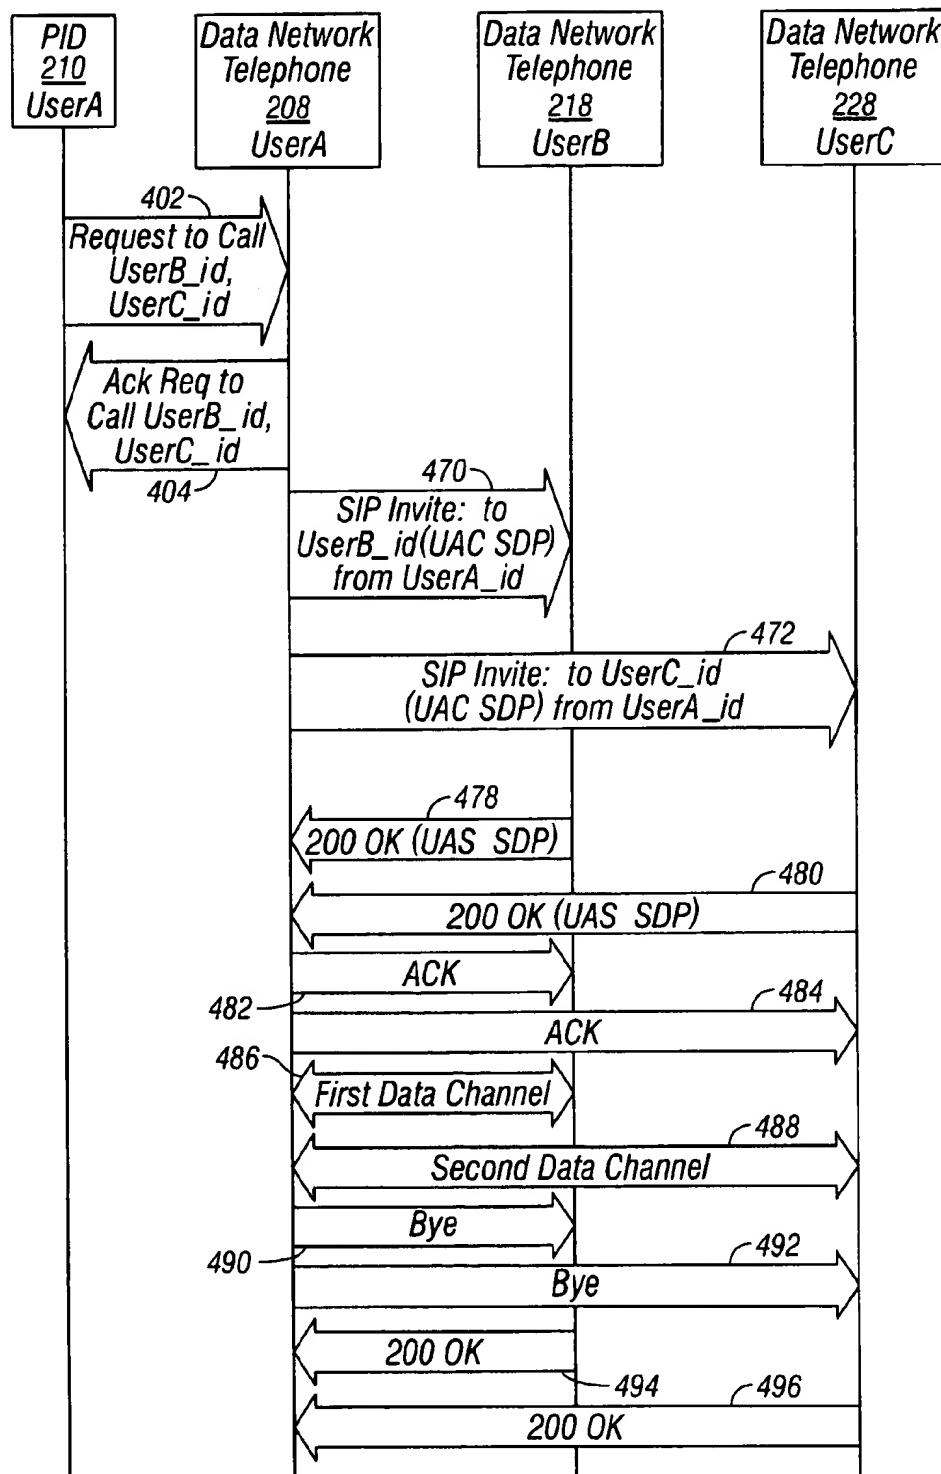 PID
210
UserA
Data Network
Telephone
208
UserA
Data Network
Telephone
218
UserB
Data Network
Telephone
228
UserC
402
Request to Call
UserB_id,
UserC_id
Ack Req to
Call UserB_id,
UserC_id
404
470
SIP Invite: to
UserB_id(UAC SDP)
from UserA_id
472
SIP Invite: to UserC_id
(UAC SDP) from UserA_id
478
200 OK (UAS SDP)
480
200 OK (UAS SDP)
ACK
482
484
ACK
486
First Data Channel
488
Second Data Channel
Bye
490
492
Bye
200 OK
494
496
200 OK